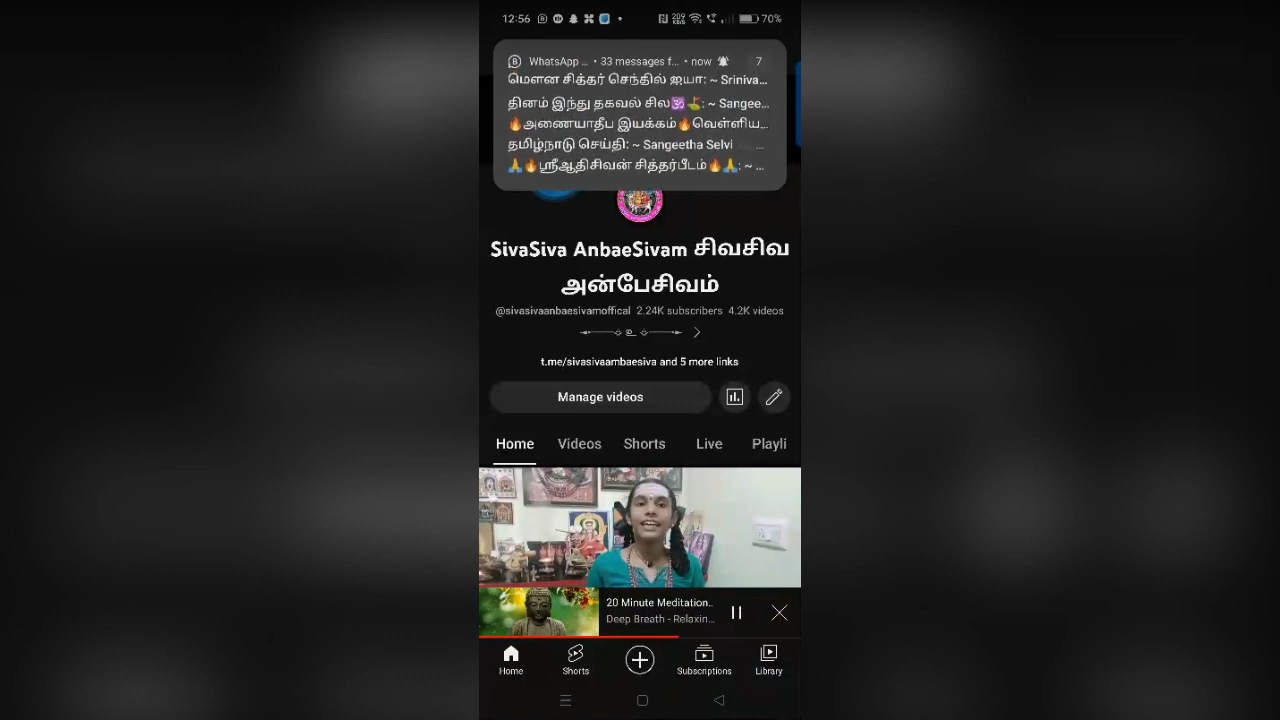 12:56 209 KB/S 70%
WhatsApp .. • 33 messages f... • now 7
மௌன சித்தர் செந்தில் ஐயா: ~ Sriniva...
தினம் இந்து தகவல் சில🕉️⛳: ~ Sangee...
🔥அணையாதீப இயக்கம்🔥வெள்ளிய...
தமிழ்நாடு செய்தி: ~ Sangeetha Selvi ...
🙏🔥ஸ்ரீஆதிசிவன் சித்தர்பீடம்🔥🙏: ~ ...
SivaSiva AnbaeSivam சிவசிவ
அன்பேசிவம்
@sivasivaanbaesivamoffical 2.24K subscribers 4.2K videos
t.me/sivasivaambaesiva and 5 more links
Manage videos
Home Videos Shorts Live Playli
20 Minute Meditation..
Deep Breath - Relaxin...
Home Shorts Subscriptions Library